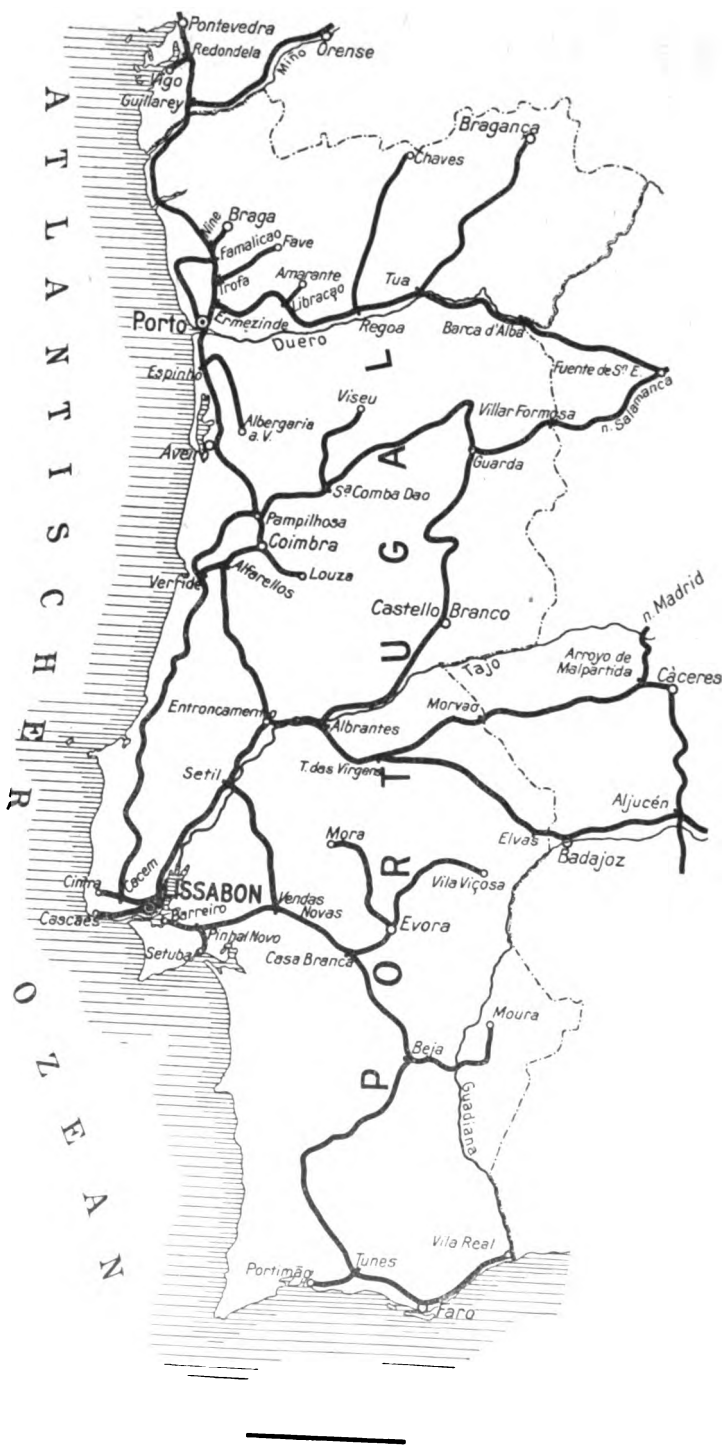 Pontevedra
Redondela
Orense
Miño
Vigo
Guillarey
ATLANTISCHER OZEAN
Bragança
Chaves
Nine
Braga
Famalicao
Fave
Trofa
Amarante
Libração
Tua
Porto
Ermezinde
Regoa
Barca d'Alba
Duero
Espinho
Fuente de Sn. E.
n. Salamanca
Viseu
Albergaria
a. V.
Villar Formosa
Avei
Guarda
Sa Comba Dao
Pampilhosa
Coimbra
Alfarellos
Louza
Verride
Castello Branco
n. Madrid
Tajo
Arroyo de
Malpartida
Càceres
Entroncamento
Albrantes
Morvao
T. das Virgens
Setil
Aljucén
Mora
Elvas
Badajoz
Cintra
Cacem
LISSABON
Vila Viçosa
Cascaes
Barreiro
Vendas
Novas
Evora
Pinhal Novo
Setubal
Casa Branca
Moura
Beja
PORTUGAL
Guadiana
Vila Real
Portimão
Tunes
Faro